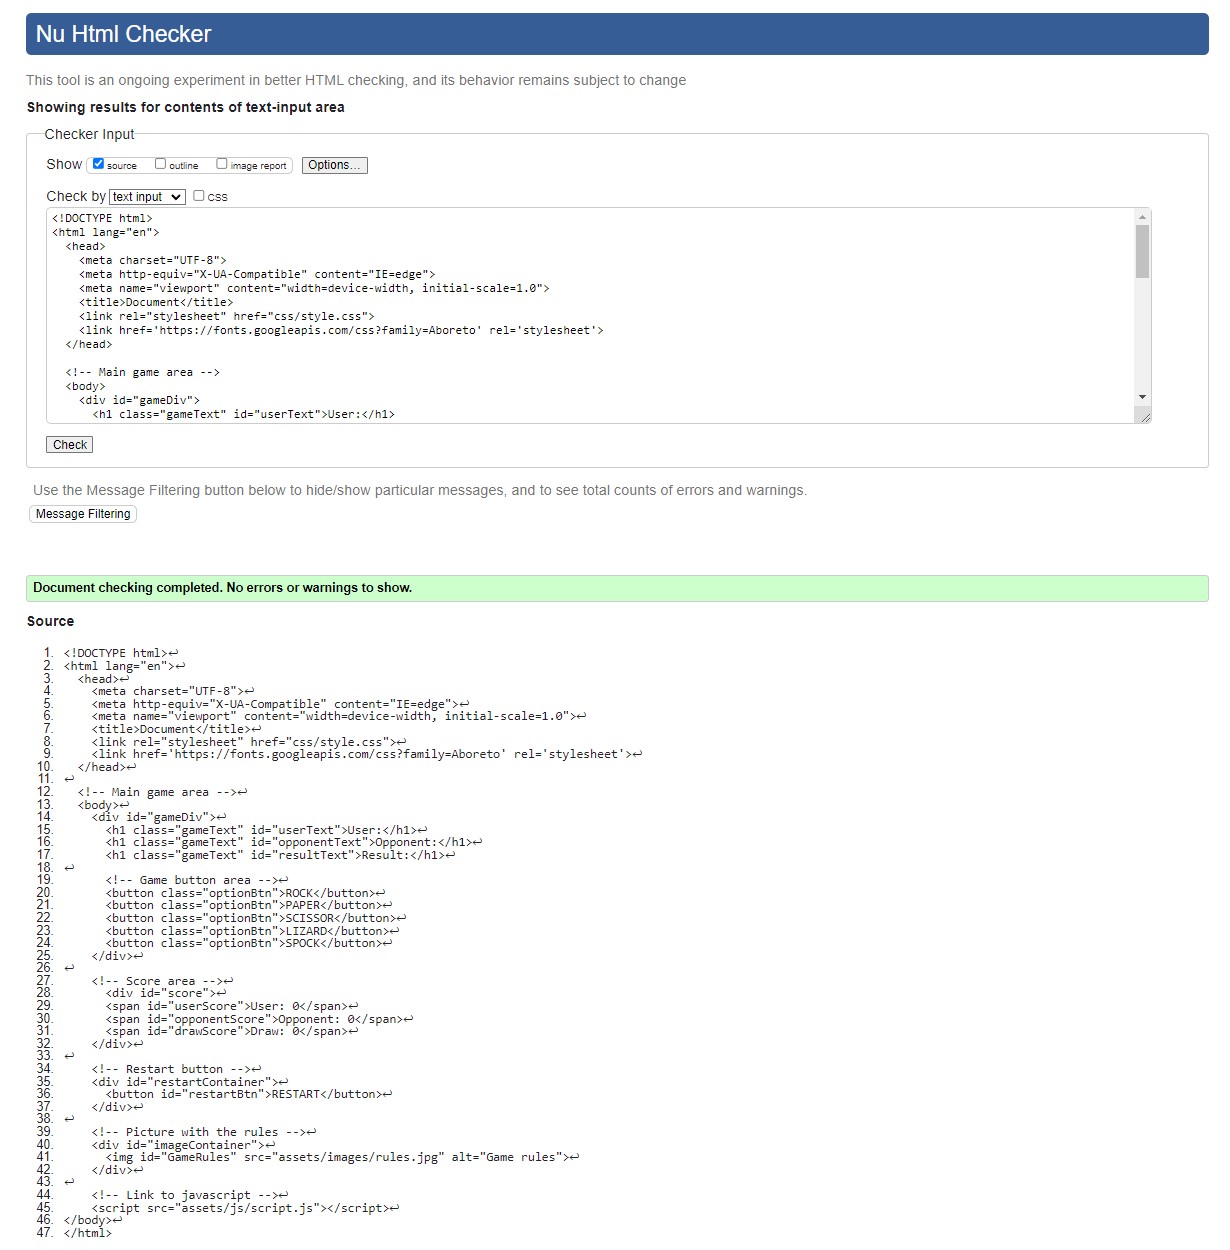 Nu Html Checker
This tool is an ongoing experiment in better HTML checking, and its behavior remains subject to change
Showing results for contents of text-input area
Checker Input
Show source outline image report Options...
Check by text input css
<!DOCTYPE html>
<html lang="en">
  <head>
    <meta charset="UTF-8">
    <meta http-equiv="X-UA-Compatible" content="IE=edge">
    <meta name="viewport" content="width=device-width, initial-scale=1.0">
    <title>Document</title>
    <link rel="stylesheet" href="css/style.css">
    <link href='https://fonts.googleapis.com/css?family=Aboreto' rel='stylesheet'>
  </head>
  <!-- Main game area -->
  <body>
    <div id="gameDiv">
      <h1 class="gameText" id="userText">User:</h1>
Check
Use the Message Filtering button below to hide/show particular messages, and to see total counts of errors and warnings.
Message Filtering
Document checking completed. No errors or warnings to show.
Source
1. <!DOCTYPE html>↩
2. <html lang="en">↩
3.   <head>↩
4.     <meta charset="UTF-8">↩
5.     <meta http-equiv="X-UA-Compatible" content="IE=edge">↩
6.     <meta name="viewport" content="width=device-width, initial-scale=1.0">↩
7.     <title>Document</title>↩
8.     <link rel="stylesheet" href="css/style.css">↩
9.     <link href='https://fonts.googleapis.com/css?family=Aboreto' rel='stylesheet'>↩
10.   </head>↩
11. ↩
12.   <!-- Main game area -->↩
13.   <body>↩
14.     <div id="gameDiv">↩
15.       <h1 class="gameText" id="userText">User:</h1>↩
16.       <h1 class="gameText" id="opponentText">Opponent:</h1>↩
17.       <h1 class="gameText" id="resultText">Result:</h1>↩
18. ↩
19.       <!-- Game button area -->↩
20.       <button class="optionBtn">ROCK</button>↩
21.       <button class="optionBtn">PAPER</button>↩
22.       <button class="optionBtn">SCISSOR</button>↩
23.       <button class="optionBtn">LIZARD</button>↩
24.       <button class="optionBtn">SPOCK</button>↩
25.     </div>↩
26. ↩
27.     <!-- Score area -->↩
28.       <div id="score">↩
29.       <span id="userScore">User: 0</span>↩
30.       <span id="opponentScore">Opponent: 0</span>↩
31.       <span id="drawScore">Draw: 0</span>↩
32.     </div>↩
33. ↩
34.     <!-- Restart button -->↩
35.     <div id="restartContainer">↩
36.       <button id="restartBtn">RESTART</button>↩
37.     </div>↩
38. ↩
39.     <!-- Picture with the rules -->↩
40.     <div id="imageContainer">↩
41.       <img id="GameRules" src="assets/images/rules.jpg" alt="Game rules">↩
42.     </div>↩
43. ↩
44.     <!-- Link to javascript -->↩
45.     <script src="assets/js/script.js"></script>↩
46. </body>↩
47. </html>